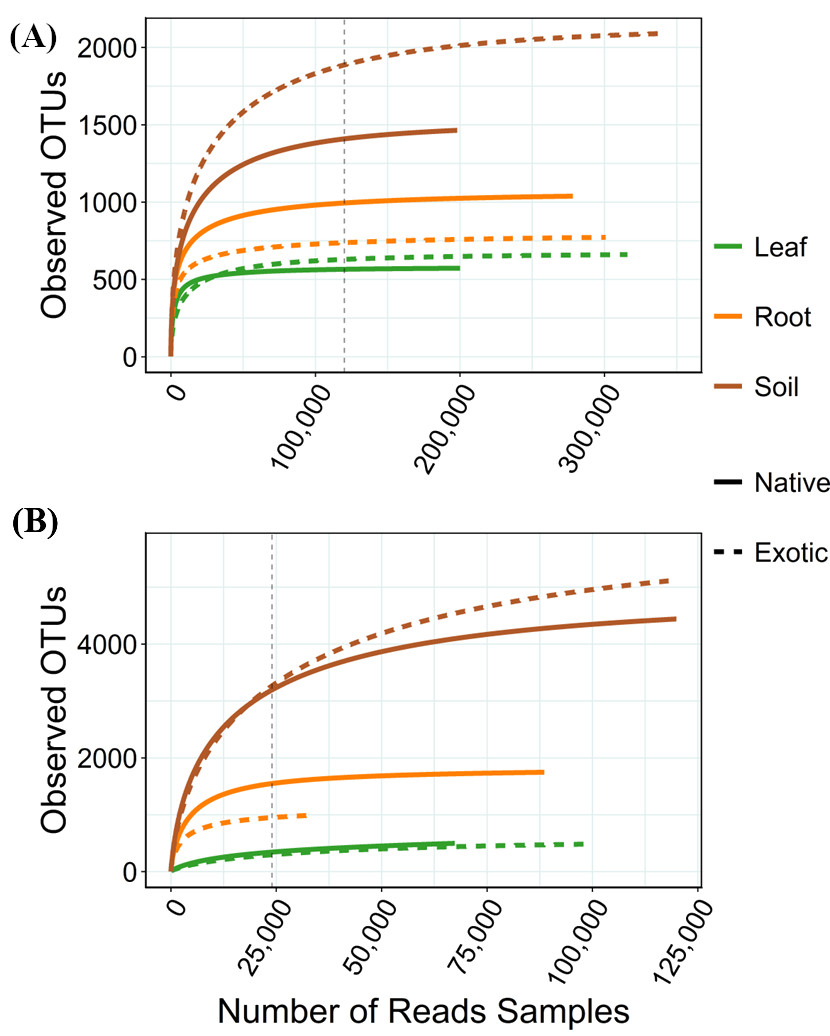 (A)
Observed OTUs
2000
1500
1000
500
0
0
100,000
200,000
300,000
Leaf
Root
Soil
Native
Exotic
(B)
Observed OTUs
4000
2000
0
0
25,000
50,000
75,000
100,000
125,000
Number of Reads Samples